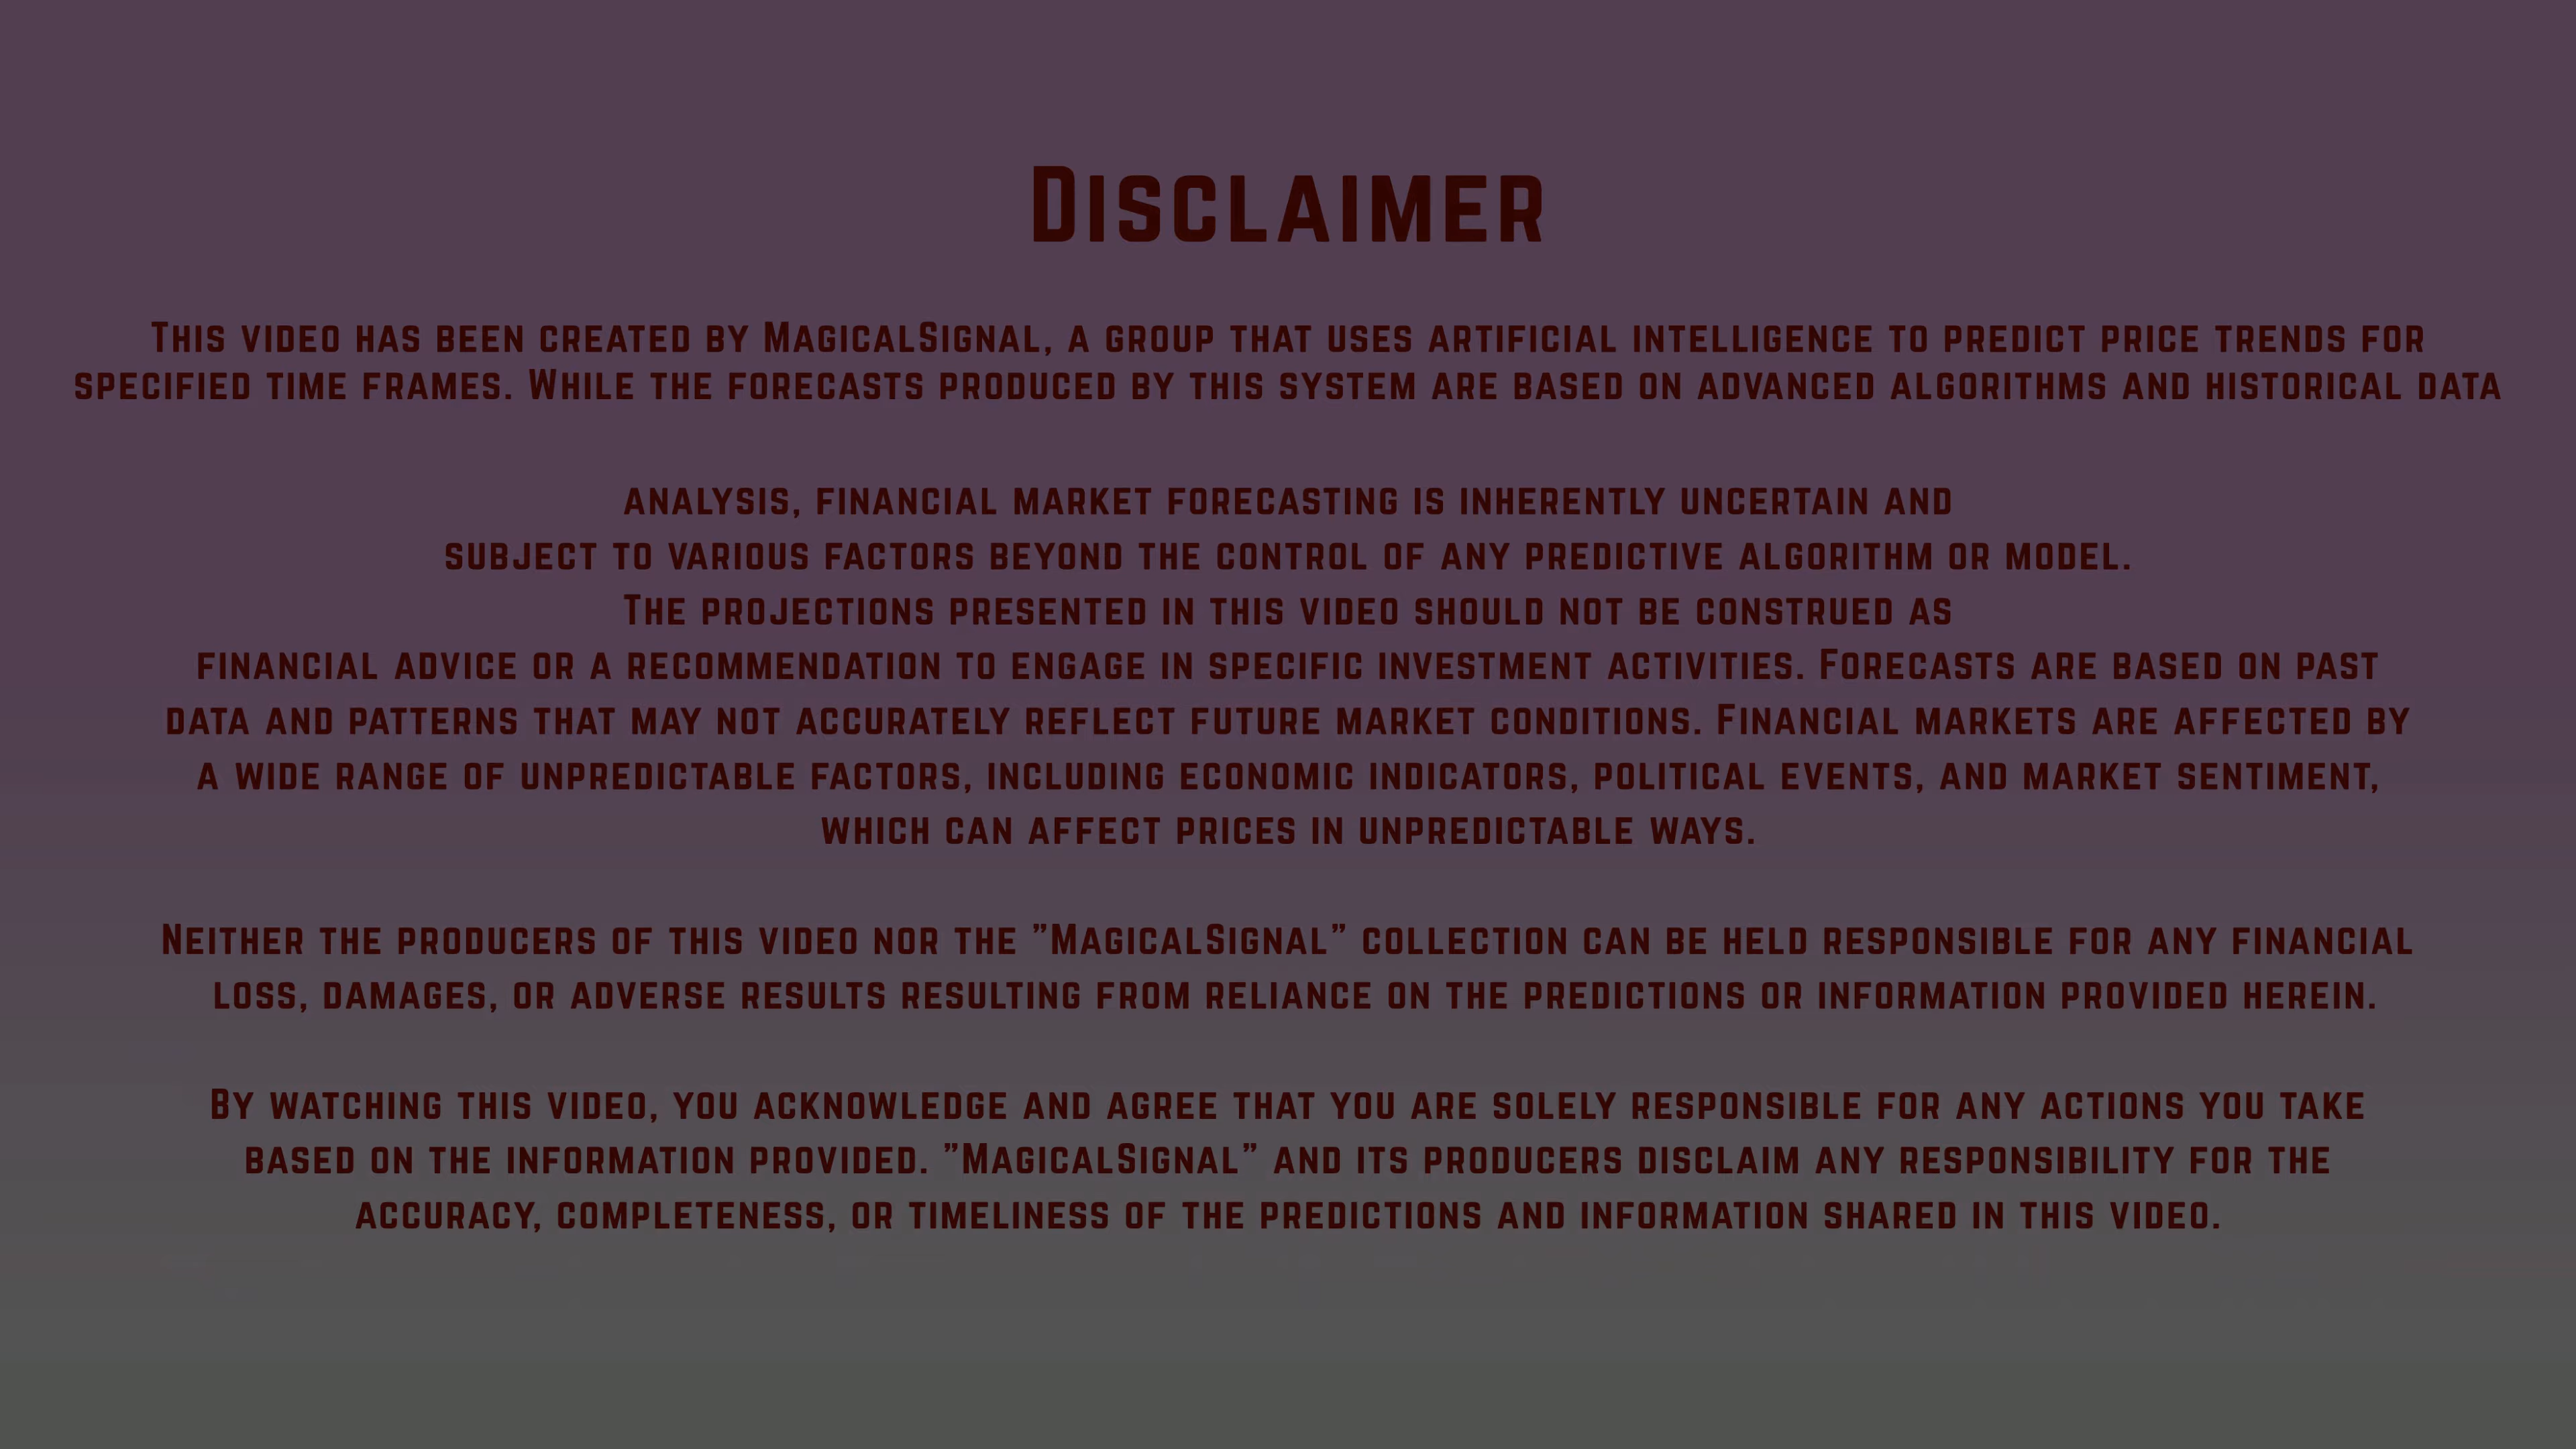 Disclaimer
This video has been created by MagicalSignal, a group that uses artificial intelligence to predict price trends for
specified time frames. While the forecasts produced by this system are based on advanced algorithms and historical data
analysis, financial market forecasting is inherently uncertain and
subject to various factors beyond the control of any predictive algorithm or model.
The projections presented in this video should not be construed as
financial advice or a recommendation to engage in specific investment activities. Forecasts are based on past
data and patterns that may not accurately reflect future market conditions. Financial markets are affected by
a wide range of unpredictable factors, including economic indicators, political events, and market sentiment,
which can affect prices in unpredictable ways.
Neither the producers of this video nor the "MagicalSignal" collection can be held responsible for any financial
loss, damages, or adverse results resulting from reliance on the predictions or information provided herein.
By watching this video, you acknowledge and agree that you are solely responsible for any actions you take
based on the information provided. "MagicalSignal" and its producers disclaim any responsibility for the
accuracy, completeness, or timeliness of the predictions and information shared in this video.